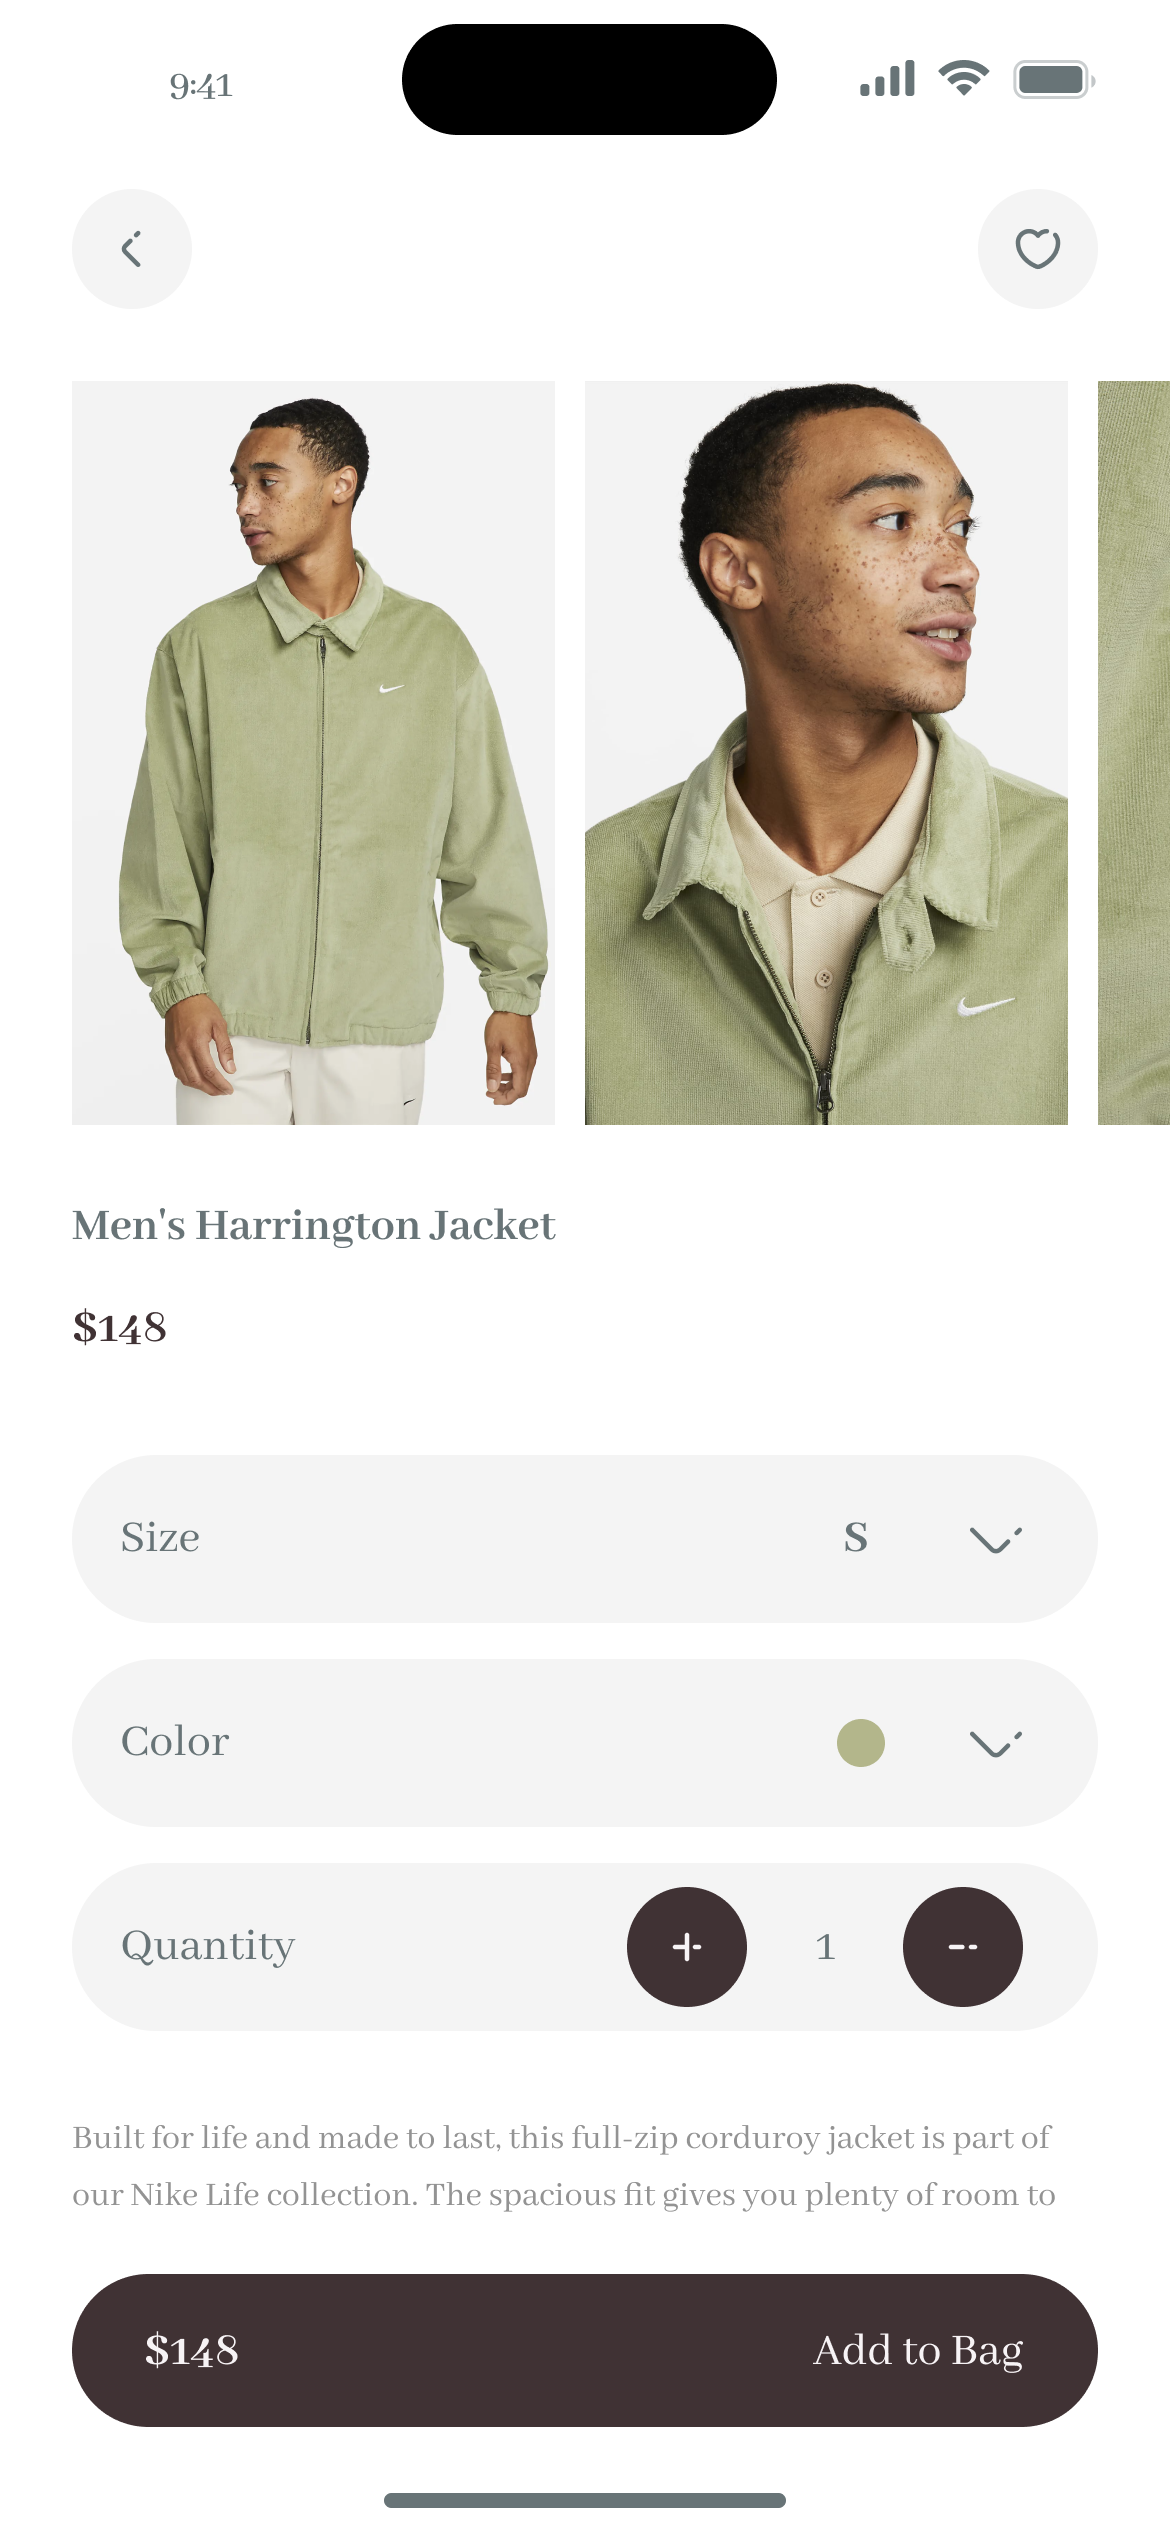 9:41
Men's Harrington Jacket
$148
Size S
Color
Quantity 1
Built for life and made to last, this full-zip corduroy jacket is part of
our Nike Life collection. The spacious fit gives you plenty of room to
$148 Add to Bag